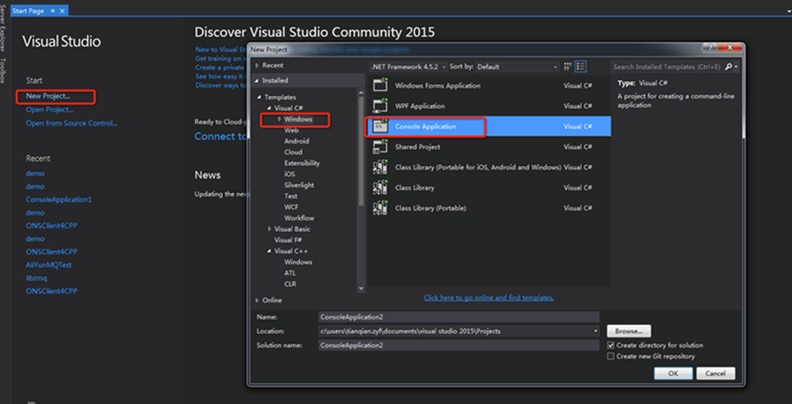 Server Explorer
Toolbox
Start Page
Visual Studio
Start
New Project...
Open Project...
Open from Source Control...
Recent
demo
demo
ConsoleApplication1
demo
ONSClient4CPP
demo
ONSClient4CPP
AliYunMQTest
libzmq
ONSClient4CPP
Discover Visual Studio Community 2015
New to Visual
Get training on
Create a private
See how easy it
Discover ways to
Ready to Cloud-
Connect to
News
Updating the new
New Project
Recent
.NET Framework 4.5.2
Sort by: Default
Search Installed Templates (Ctrl+E)
Installed
Templates
Visual C#
Windows
Web
Android
Cloud
Extensibility
iOS
Silverlight
Test
WCF
Workflow
Visual Basic
Visual F#
Visual C++
Windows
ATL
CLR
Online
Windows Forms Application Visual C#
WPF Application Visual C#
Console Application Visual C#
Shared Project Visual C#
Class Library (Portable for iOS, Android and Windows) Visual C#
Class Library Visual C#
Class Library (Portable) Visual C#
Type: Visual C#
A project for creating a command-line
application
Click here to go online and find templates.
Name: ConsoleApplication2
Location: c:\users\tianqian.zyf\documents\visual studio 2015\Projects
Browse...
Solution name: ConsoleApplication2
Create directory for solution
Create new Git repository
OK Cancel